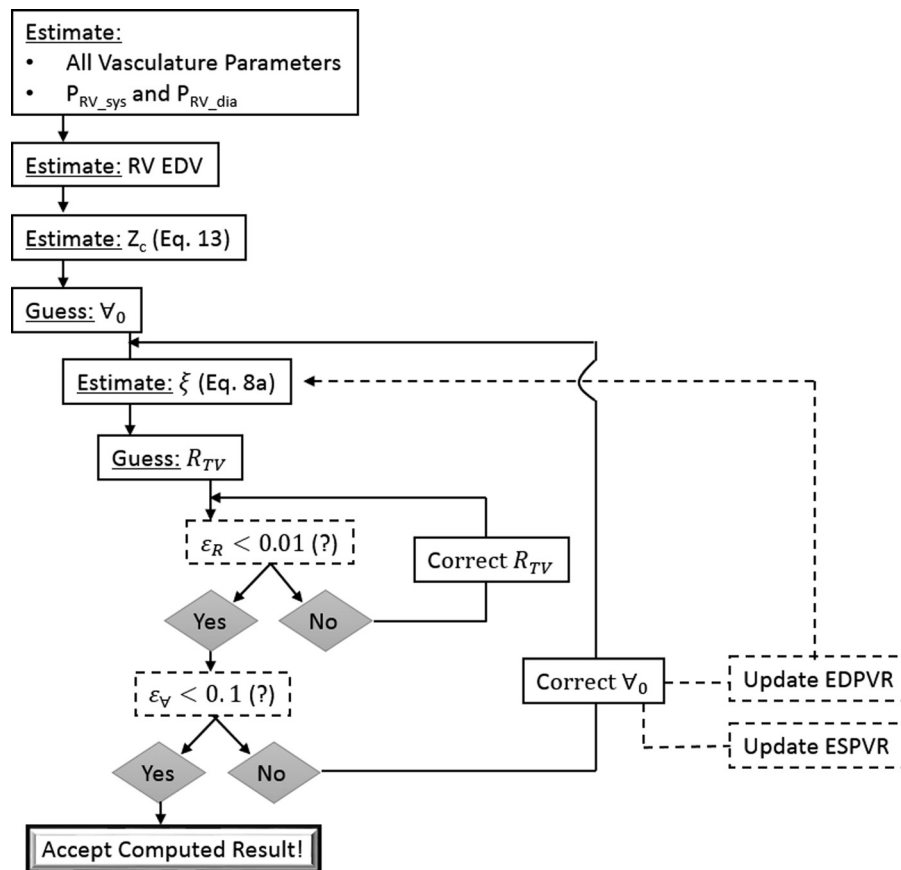 Estimate:
• All Vasculature Parameters
• P_RV_sys and P_RV_dia
Estimate: RV EDV
Estimate: Z_c (Eq. 13)
Guess: ∀_0
Estimate: ξ (Eq. 8a)
Guess: R_TV
ε_R < 0.01 (?)
Correct R_TV
Yes
No
ε_∀ < 0.1 (?)
Correct ∀_0
Update EDPVR
Update ESPVR
Yes
No
Accept Computed Result!